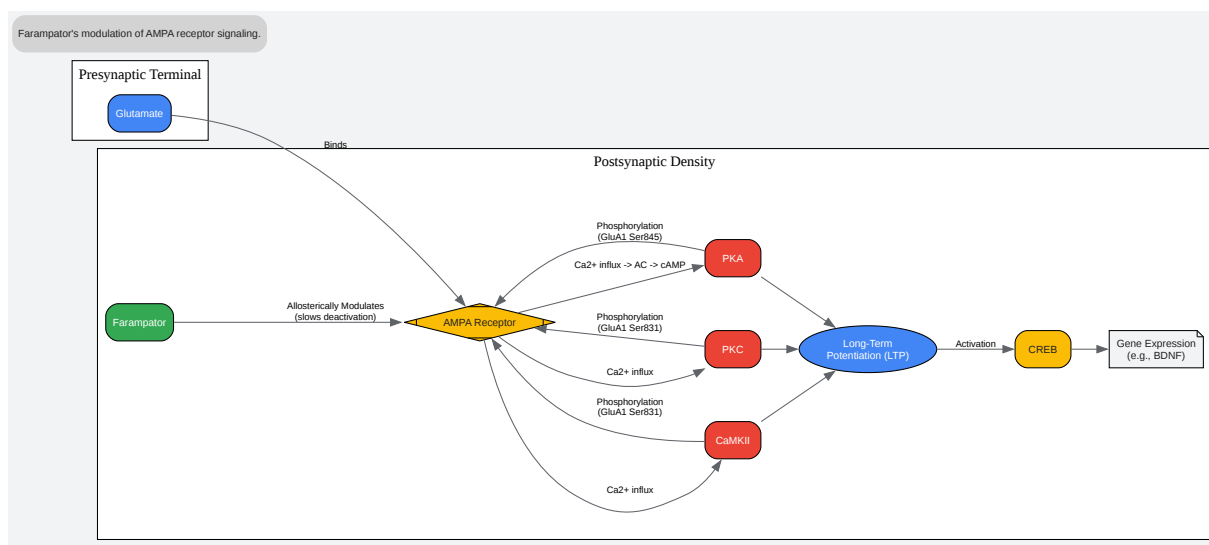 Farampator's modulation of AMPA receptor signaling.
Presynaptic Terminal
Glutamate
Binds
Postsynaptic Density
Phosphorylation
(GluA1 Ser845)
PKA
Ca2+ influx -> AC -> cAMP
Farampator
Allosterically Modulates
(slows deactivation)
AMPA Receptor
Phosphorylation
(GluA1 Ser831)
PKC
Ca2+ influx
Long-Term
Potentiation (LTP)
Activation
CREB
Gene Expression
(e.g., BDNF)
Phosphorylation
(GluA1 Ser831)
CaMKII
Ca2+ influx